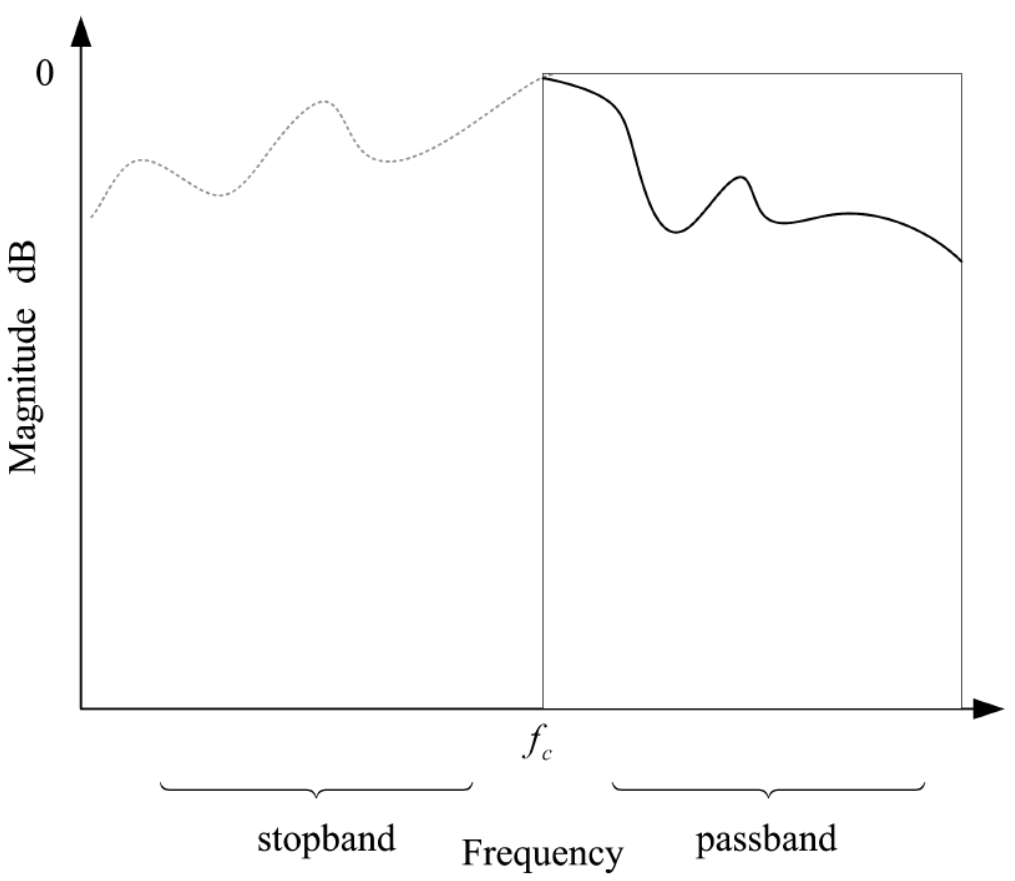 0
Magnitude dB
f_c
stopband
Frequency
passband